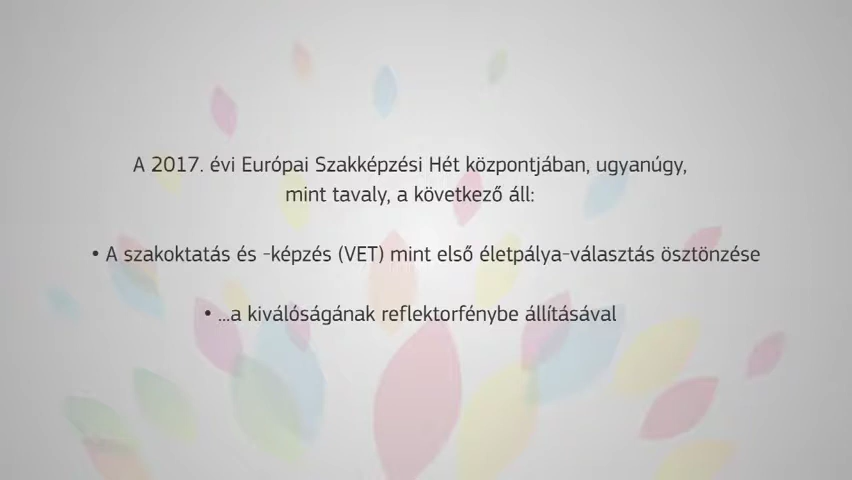 A 2017. évi Európai Szakképzési Hét központjában, ugyanúgy,
mint tavaly, a következő áll:
• A szakoktatás és -képzés (VET) mint első életpálya-választás ösztönzése
• ...a kiválóságának reflektorfénybe állításával